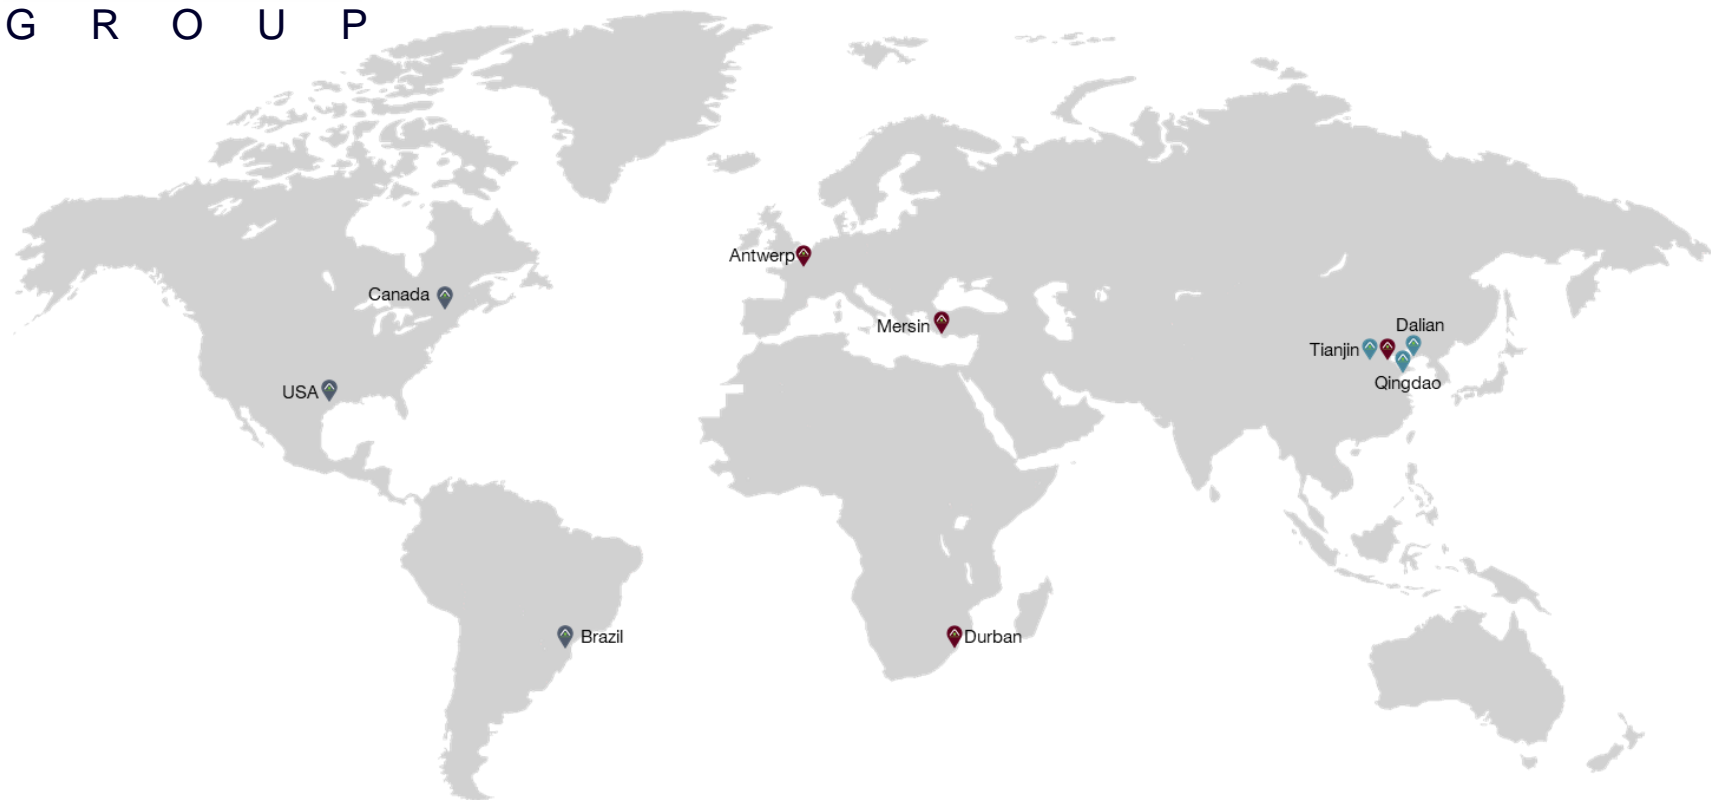 G R O U P
Antwerp
Canada
Mersin
Dalian
Tianjin
Qingdao
USA
Brazil
Durban